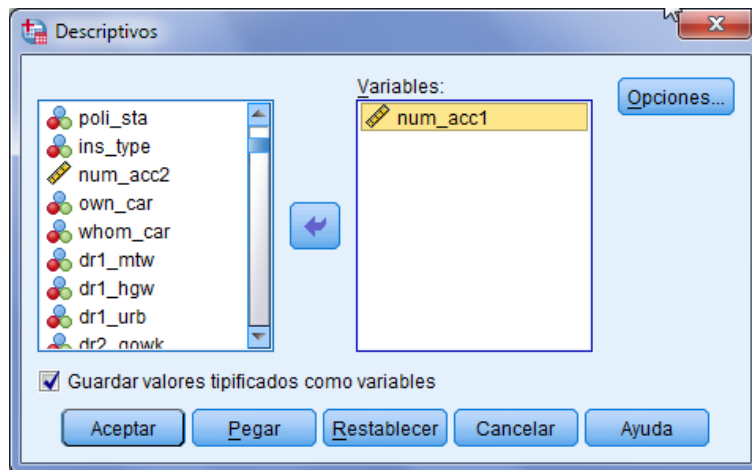 Descriptivos
Variables:
poli_sta
ins_type
num_acc2
own_car
whom_car
dr1_mtw
dr1_hgw
dr1_urb
dr2_gowk
num_acc1
Opciones...
Guardar valores tipificados como variables
Aceptar
Pegar
Restablecer
Cancelar
Ayuda